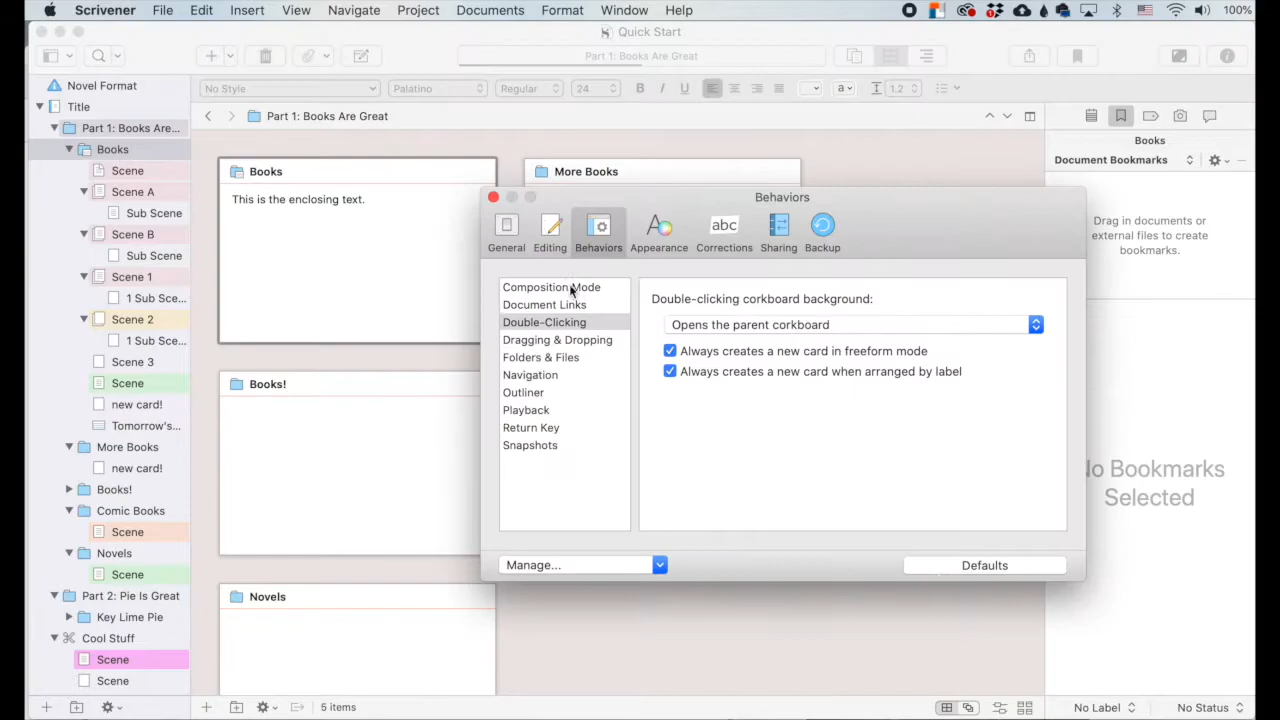 Scrivener File Edit Insert View Navigate Project Documents Format Window Help 100%
Quick Start
Part 1: Books Are Great
No Style Palatino Regular 24 B I U a 1.2
Part 1: Books Are Great
Novel Format
Title
Part 1: Books Are...
Books
Scene
Scene A
Sub Scene
Scene B
Sub Scene
Scene 1
1 Sub Sce...
Scene 2
1 Sub Sce...
Scene 3
Scene
new card!
Tomorrow's...
More Books
new card!
Books!
Comic Books
Scene
Novels
Scene
Part 2: Pie Is Great
Key Lime Pie
Cool Stuff
Scene
Scene
Books
This is the enclosing text.
More Books
Books!
Novels
Behaviors
General Editing Behaviors Appearance abc Corrections Sharing Backup
Composition Mode
Document Links
Double-Clicking
Dragging & Dropping
Folders & Files
Navigation
Outliner
Playback
Return Key
Snapshots
Double-clicking corkboard background:
Opens the parent corkboard
Always creates a new card in freeform mode
Always creates a new card when arranged by label
Manage...
Defaults
Books
Document Bookmarks
Drag in documents or
external files to create
bookmarks.
No Bookmarks
Selected
5 items
No Label
No Status